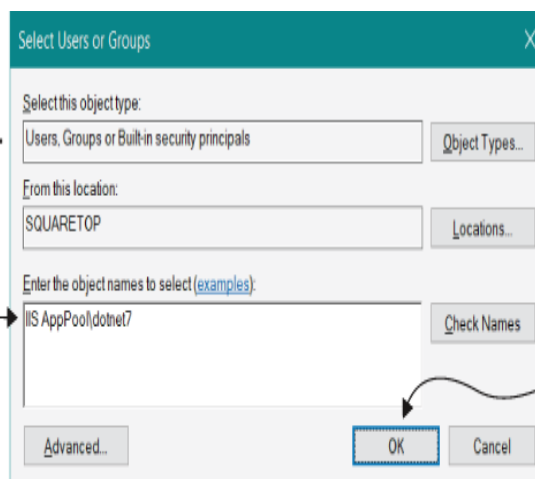 Select Users or Groups
Select this object type:
Users, Groups or Built-in security principals
Object Types...
From this location:
SQUARETOP
Locations...
Enter the object names to select (examples):
IIS AppPool\dotnet7
Check Names
Advanced...
OK
Cancel